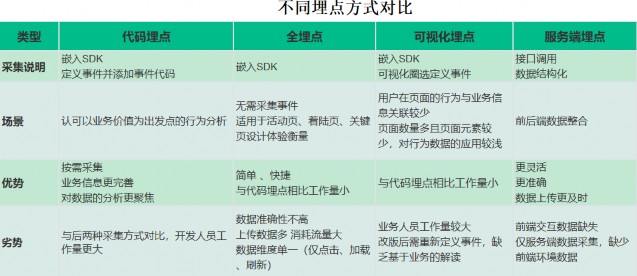 不同埋点方式对比
类型 代码埋点 全埋点 可视化埋点 服务端埋点
采集说明
嵌入SDK
定义事件并添加事件代码
嵌入SDK
嵌入SDK
可视化圈选定义事件
接口调用
数据结构化
场景
认可以业务价值为出发点的行为分析
无需采集事件
适用于活动页、着陆页、关键
页设计体验衡量
用户在页面的行为与业务信
息关联较少
页面数量多且页面元素较
少，对行为数据的应用较浅
前后端数据整合
优势
按需采集
业务信息更完善
对数据的分析更聚焦
简单 、快捷
与代码埋点相比工作量小
与代码埋点相比工作量小
更灵活
更准确
数据上传更及时
劣势
与后两种采集方式对比，开发人员工
作量更大
数据准确性不高
上传数据多 消耗流量大
数据维度单一（仅点击、加载
、刷新）
业务人员工作量较大
改版后需重新定义事件，缺
乏基于业务的解读
前端交互数据缺失
仅服务端数据采集，缺少
前端环境数据